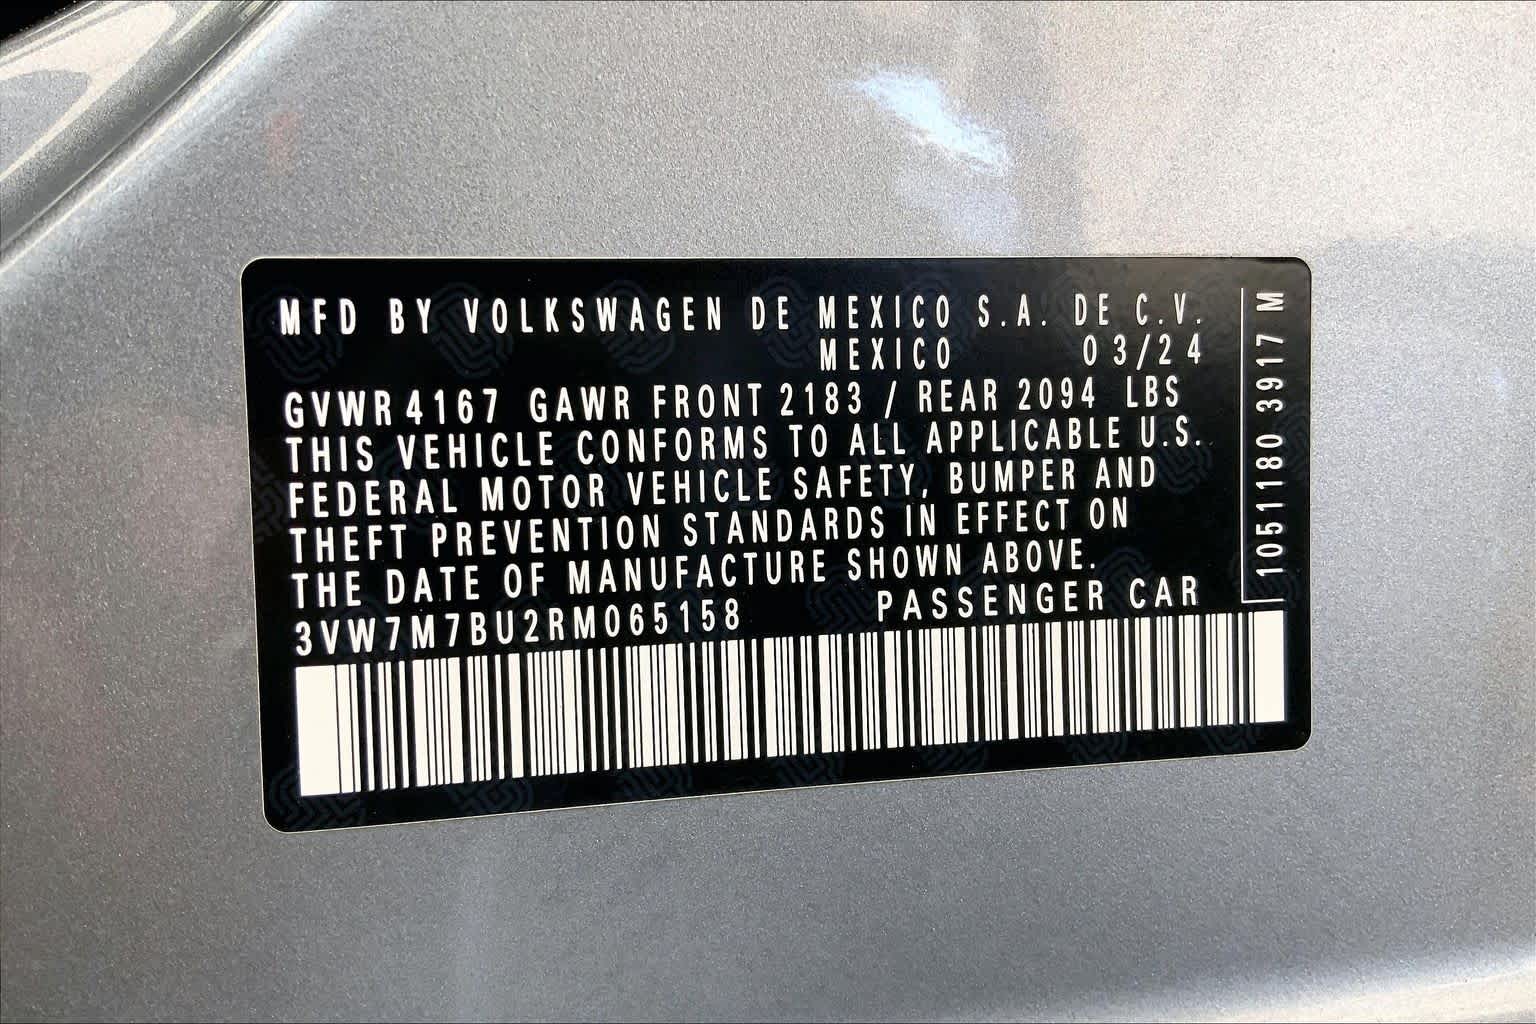 MFD BY VOLKSWAGEN DE MEXICO S.A. DE C.V.
MEXICO 03/24
GVWR 4167 GAWR FRONT 2183 / REAR 2094 LBS
THIS VEHICLE CONFORMS TO ALL APPLICABLE U.S.
FEDERAL MOTOR VEHICLE SAFETY, BUMPER AND
THEFT PREVENTION STANDARDS IN EFFECT ON
THE DATE OF MANUFACTURE SHOWN ABOVE.
3VW7M7BU2RM065158 PASSENGER CAR
1051180 3917 M